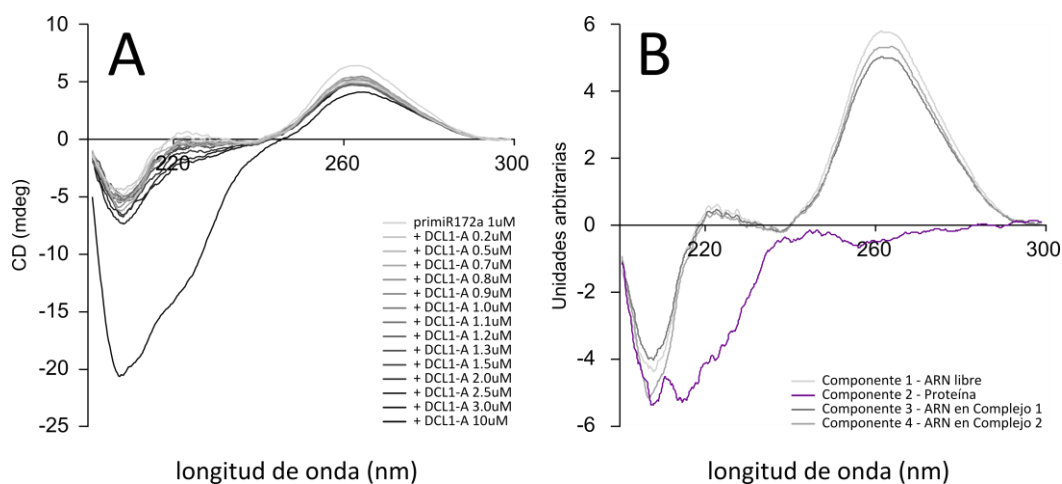 A
10
5
0
-5
-10
-15
-20
-25
220
260
300
CD (mdeg)
longitud de onda (nm)
primiR172a 1uM
+ DCL1-A 0.2uM
+ DCL1-A 0.5uM
+ DCL1-A 0.7uM
+ DCL1-A 0.8uM
+ DCL1-A 0.9uM
+ DCL1-A 1.0uM
+ DCL1-A 1.1uM
+ DCL1-A 1.2uM
+ DCL1-A 1.3uM
+ DCL1-A 1.5uM
+ DCL1-A 2.0uM
+ DCL1-A 2.5uM
+ DCL1-A 3.0uM
+ DCL1-A 10uM
B
6
4
2
0
-2
-4
-6
220
260
300
Unidades arbitrarias
longitud de onda (nm)
Componente 1 - ARN libre
Componente 2 - Proteína
Componente 3 - ARN en Complejo 1
Componente 4 - ARN en Complejo 2